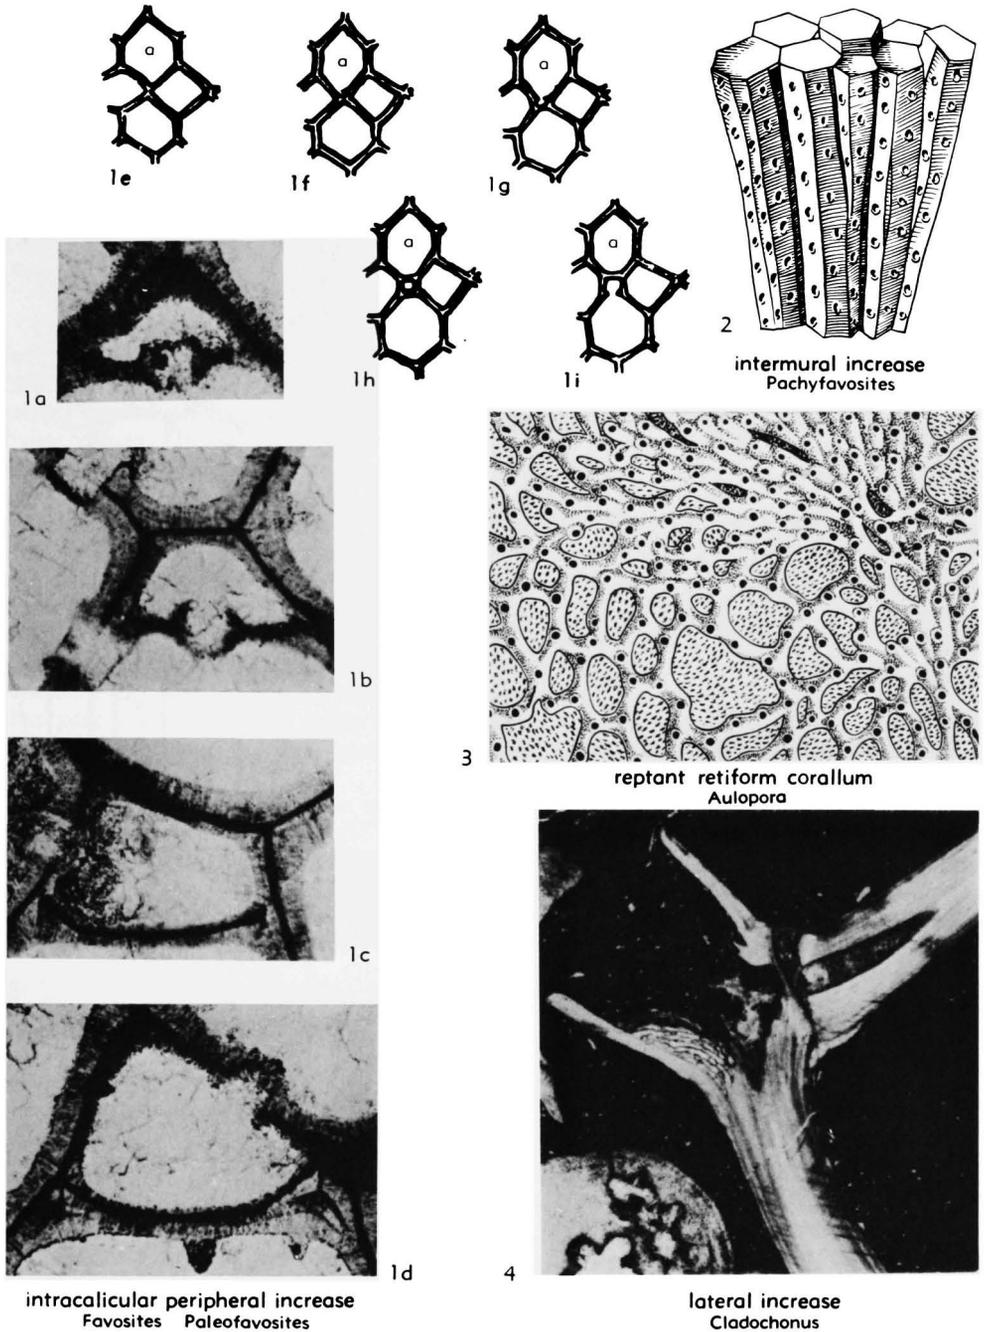 a
a
a
1e
1f
1g
a
a
1a
1h
1i
2
intermural increase
Pachyfavosites
1b
3
reptant retiform corallum
Aulopora
1c
1d
4
intracalicular peripheral increase
Favosites Paleofavosites
lateral increase
Cladochonus